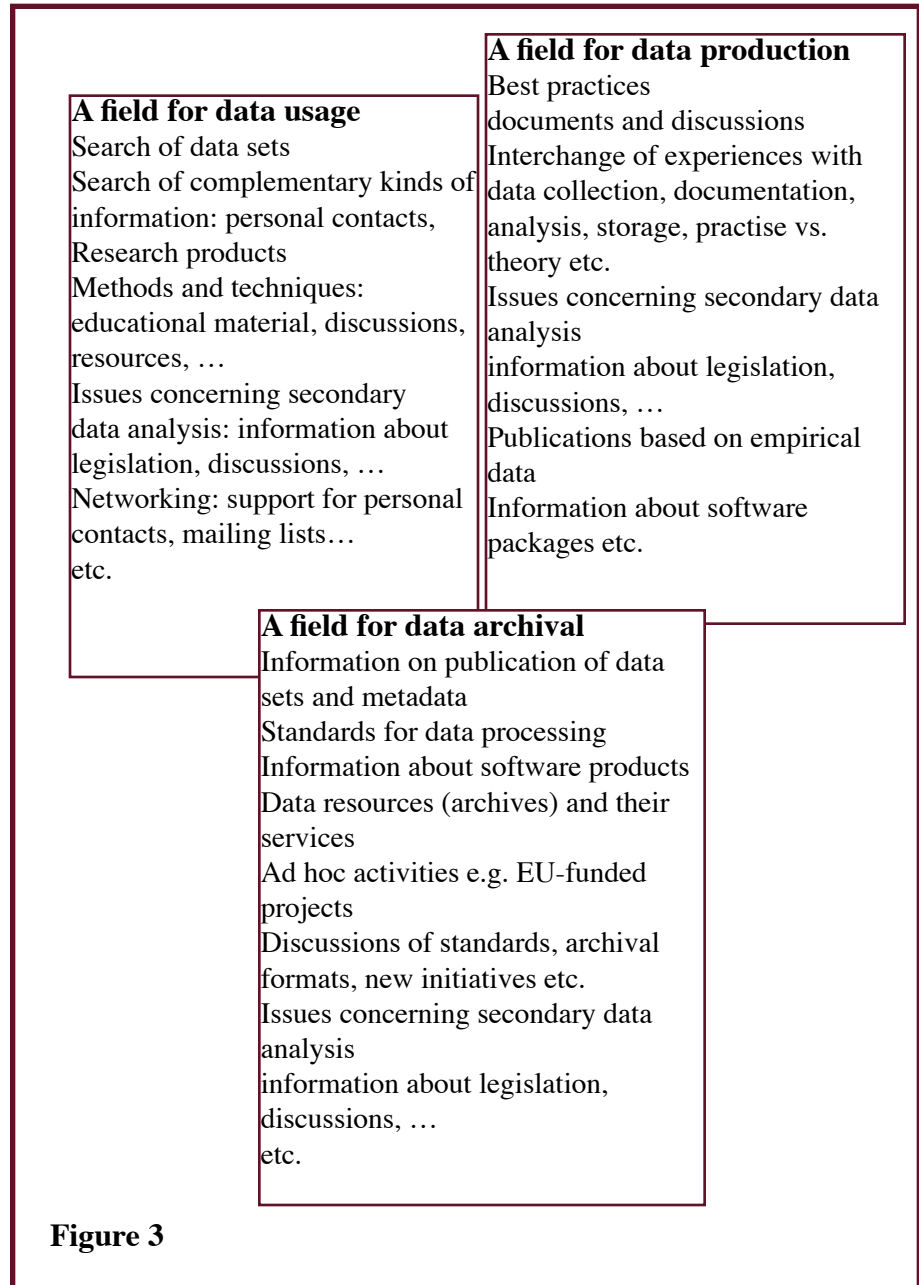 A field for data usage
Search of data sets
Search of complementary kinds of
information: personal contacts,
Research products
Methods and techniques:
educational material, discussions,
resources, …
Issues concerning secondary
data analysis: information about
legislation, discussions, …
Networking: support for personal
contacts, mailing lists…
etc.
A field for data production
Best practices
documents and discussions
Interchange of experiences with
data collection, documentation,
analysis, storage, practise vs.
theory etc.
Issues concerning secondary data
analysis
information about legislation,
discussions, …
Publications based on empirical
data
Information about software
packages etc.
A field for data archival
Information on publication of data
sets and metadata
Standards for data processing
Information about software products
Data resources (archives) and their
services
Ad hoc activities e.g. EU-funded
projects
Discussions of standards, archival
formats, new initiatives etc.
Issues concerning secondary data
analysis
information about legislation,
discussions, …
etc.
Figure 3